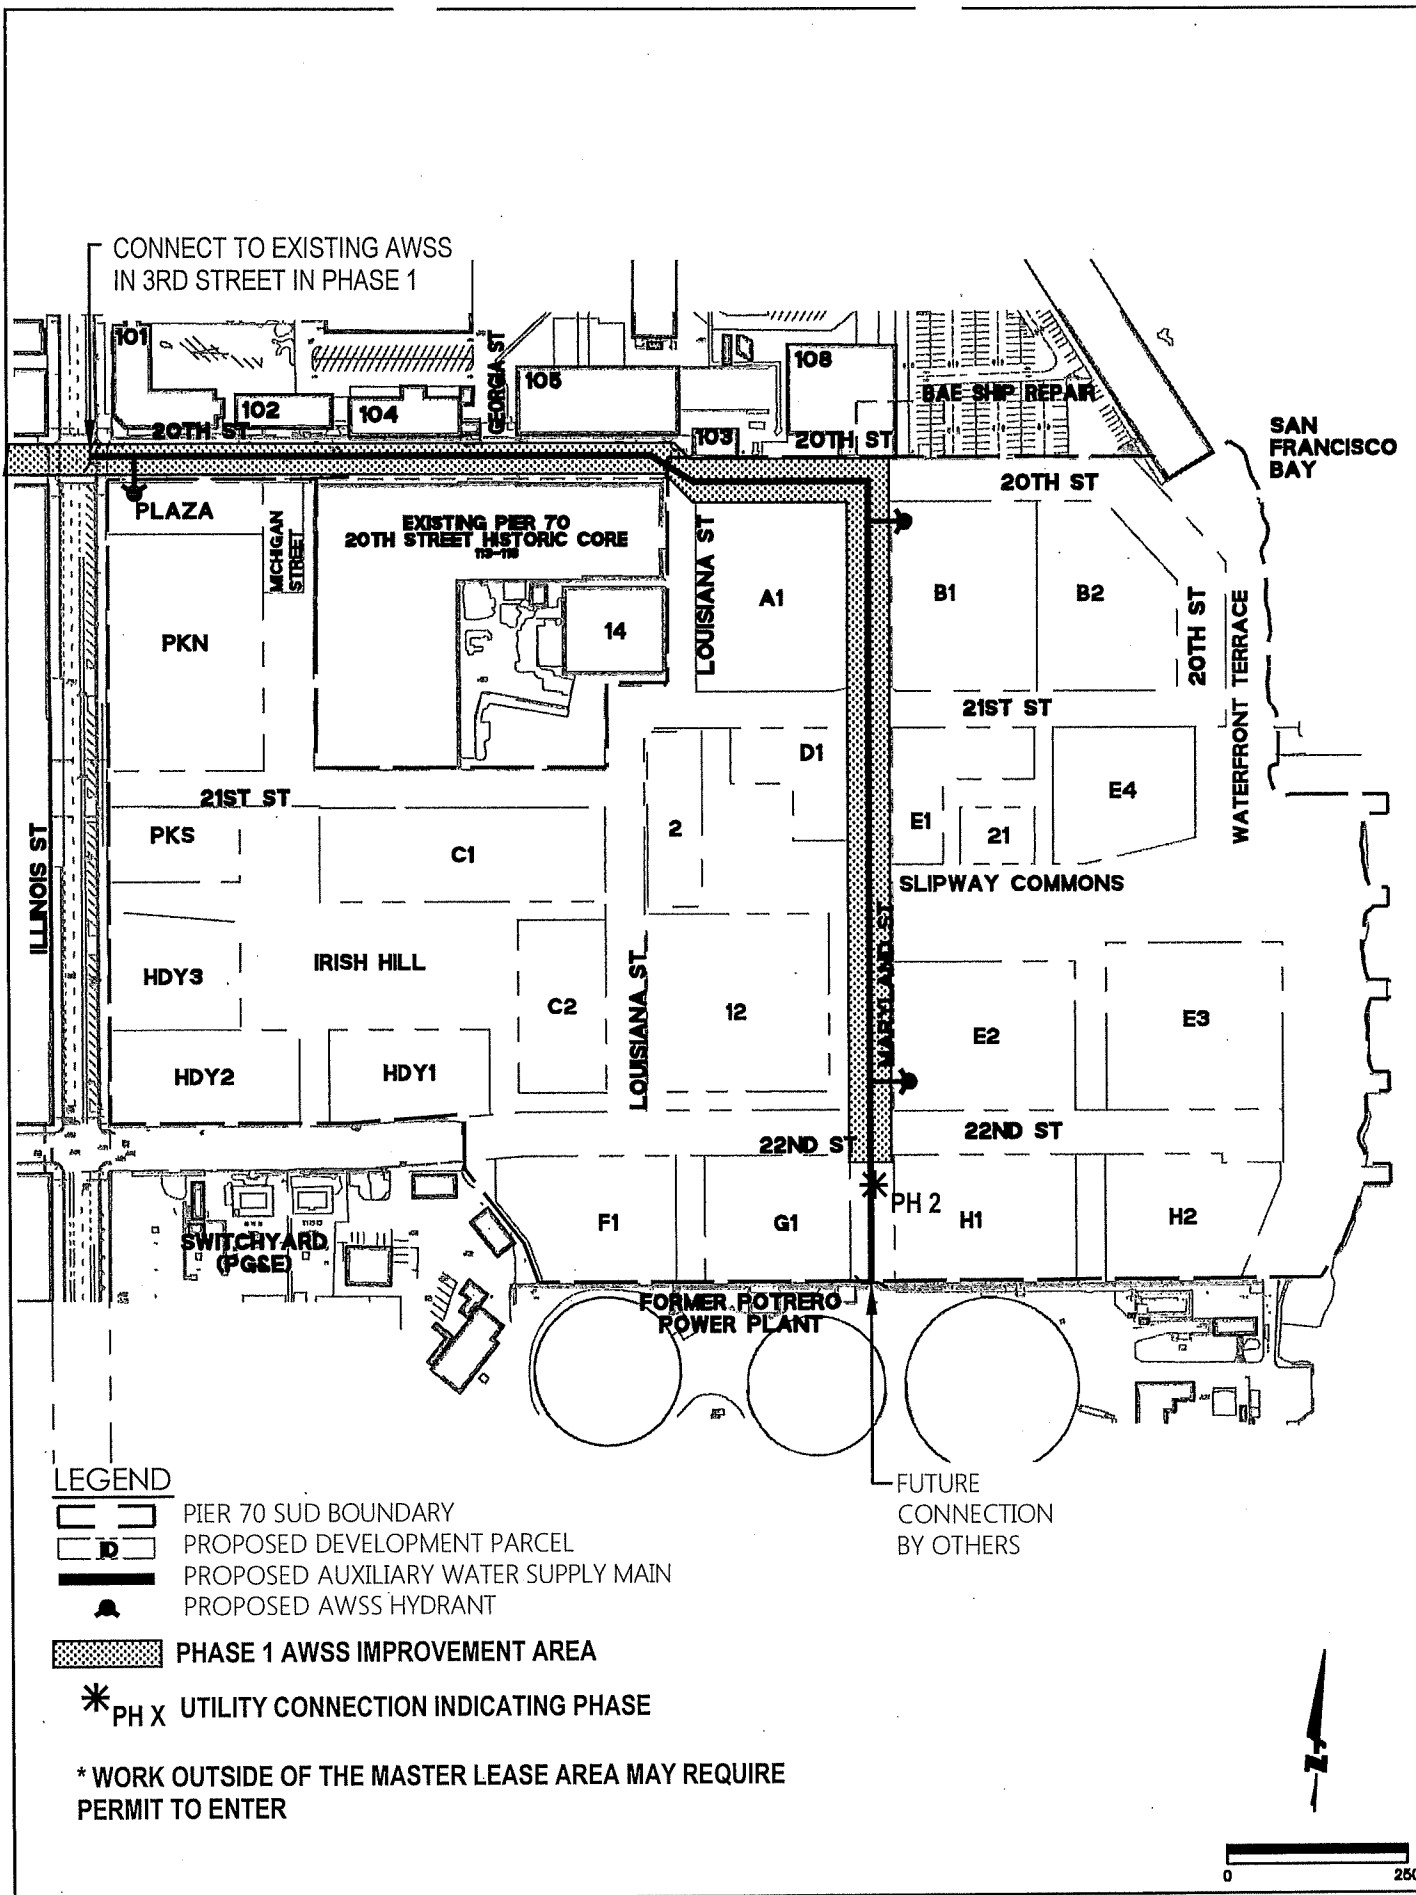 CONNECT TO EXISTING AWSS
IN 3RD STREET IN PHASE 1
101
102
104
GEORGIA ST
105
108
103
BAE SHIP REPAIR
20TH ST
20TH ST
SAN
FRANCISCO
BAY
20TH ST
PLAZA
MICHIGAN
STREET
EXISTING PIER 70
20TH STREET HISTORIC CORE
113-116
LOUISIANA ST
A1
B1
B2
20TH ST
WATERFRONT TERRACE
14
PKN
21ST ST
D1
E4
21ST ST
PKS
C1
2
E1
21
ILLINOIS ST
SLIPWAY COMMONS
HDY3
IRISH HILL
C2
LOUISIANA ST
12
MARYLAND ST
E2
E3
HDY2
HDY1
22ND ST
22ND ST
PH 2
F1
G1
H1
H2
SWITCHYARD
(PG&E)
FORMER POTRERO
POWER PLANT
FUTURE
CONNECTION
BY OTHERS
LEGEND
PIER 70 SUD BOUNDARY
ID PROPOSED DEVELOPMENT PARCEL
PROPOSED AUXILIARY WATER SUPPLY MAIN
PROPOSED AWSS HYDRANT
PHASE 1 AWSS IMPROVEMENT AREA
PH X UTILITY CONNECTION INDICATING PHASE
* WORK OUTSIDE OF THE MASTER LEASE AREA MAY REQUIRE
PERMIT TO ENTER
N
0